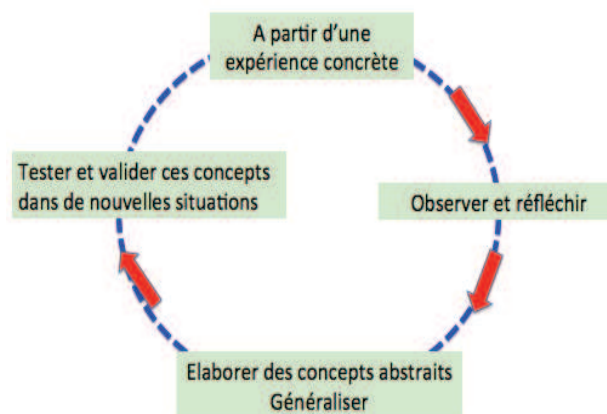 A partir d’une
expérience concrète
Tester et valider ces concepts
dans de nouvelles situations
Observer et réfléchir
Elaborer des concepts abstraits
Généraliser